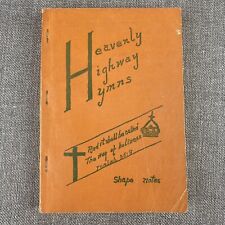 Heavenly
Highway
Hymns
And it shall be called
The way of holiness
Isaiah 35:8
Shape notes